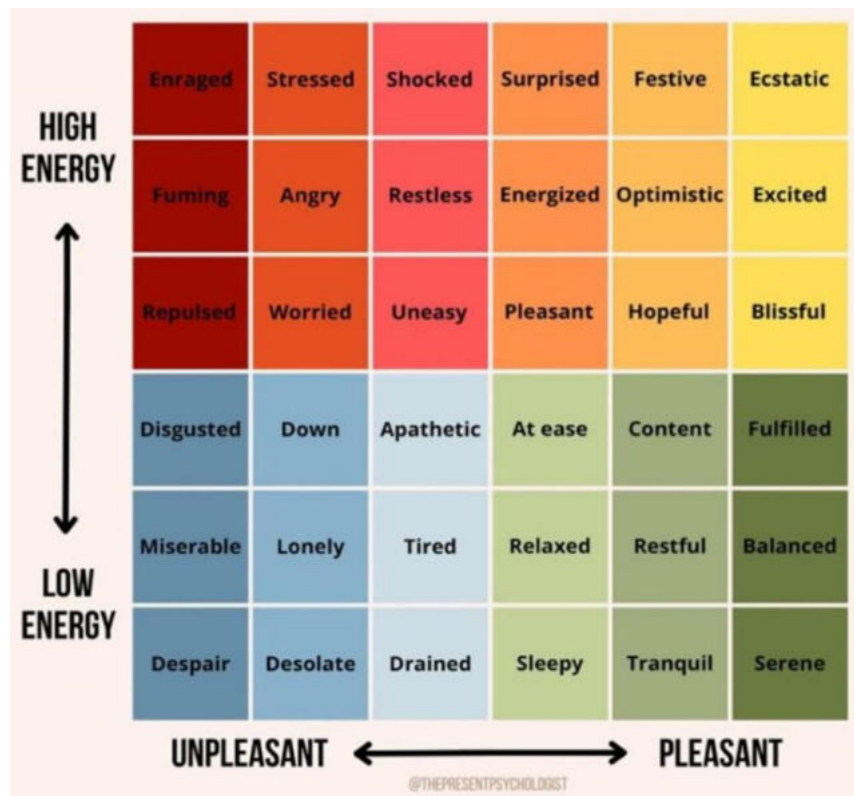 Enraged Stressed Shocked Surprised Festive Ecstatic
HIGH
ENERGY
Fuming Angry Restless Energized Optimistic Excited
Repulsed Worried Uneasy Pleasant Hopeful Blissful
Disgusted Down Apathetic At ease Content Fulfilled
Miserable Lonely Tired Relaxed Restful Balanced
LOW
ENERGY
Despair Desolate Drained Sleepy Tranquil Serene
UNPLEASANT PLEASANT
@THEPRESENTPSYCHOLOGIST